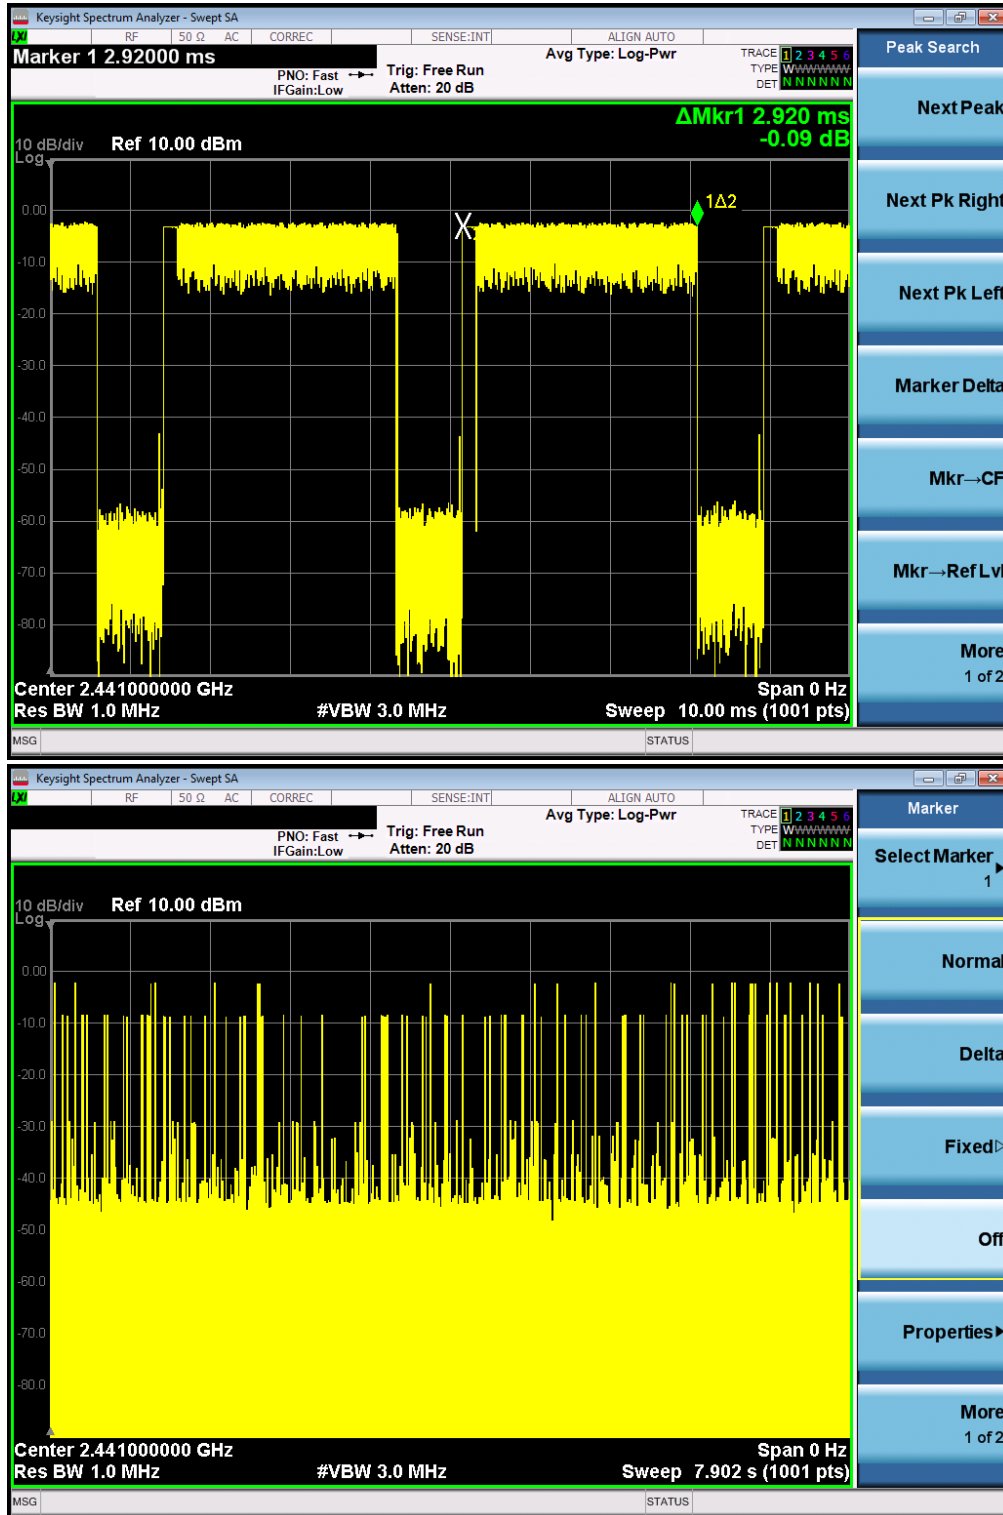 Keysight Spectrum Analyzer - Swept SA
LXI RF 50 Ω AC CORREC SENSE:INT ALIGN AUTO
Marker 1 2.92000 ms
PNO: Fast
IFGain:Low
Trig: Free Run
Atten: 20 dB
Avg Type: Log-Pwr
TRACE 1 2 3 4 5 6
TYPE WWWWWW
DET N N N N N N
ΔMkr1 2.920 ms
-0.09 dB
10 dB/div Ref 10.00 dBm
Log
0.00
-10.0
-20.0
-30.0
-40.0
-50.0
-60.0
-70.0
-80.0
1Δ2
X
Center 2.441000000 GHz Span 0 Hz
Res BW 1.0 MHz #VBW 3.0 MHz Sweep 10.00 ms (1001 pts)
MSG STATUS
Peak Search
Next Peak
Next Pk Right
Next Pk Left
Marker Delta
Mkr→CF
Mkr→Ref Lvl
More
1 of 2
Keysight Spectrum Analyzer - Swept SA
LXI RF 50 Ω AC CORREC SENSE:INT ALIGN AUTO
PNO: Fast
IFGain:Low
Trig: Free Run
Atten: 20 dB
Avg Type: Log-Pwr
TRACE 1 2 3 4 5 6
TYPE WWWWWW
DET N N N N N N
10 dB/div Ref 10.00 dBm
Log
0.00
-10.0
-20.0
-30.0
-40.0
-50.0
-60.0
-70.0
-80.0
Center 2.441000000 GHz Span 0 Hz
Res BW 1.0 MHz #VBW 3.0 MHz Sweep 7.902 s (1001 pts)
MSG STATUS
Marker
Select Marker
1
Normal
Delta
Fixed
Off
Properties
More
1 of 2